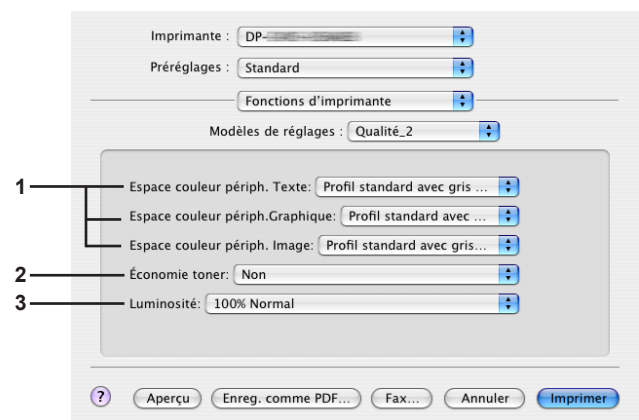 Imprimante : DP-
Préréglages : Standard
Fonctions d'imprimante
Modèles de réglages : Qualité_2
1 Espace couleur périph. Texte: Profil standard avec gris ...
Espace couleur périph.Graphique: Profil standard avec ...
Espace couleur périph. Image: Profil standard avec gris...
2 Économie toner: Non
3 Luminosité: 100% Normal
? Aperçu Enreg. comme PDF... Fax... Annuler Imprimer